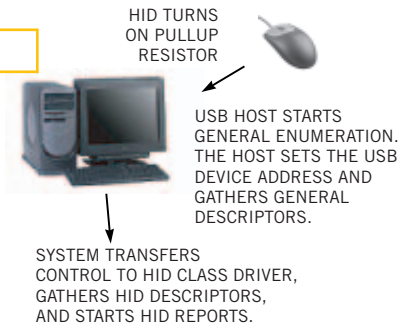 HID TURNS
ON PULLUP
RESISTOR
USB HOST STARTS
GENERAL ENUMERATION.
THE HOST SETS THE USB
DEVICE ADDRESS AND
GATHERS GENERAL
DESCRIPTORS.
SYSTEM TRANSFERS
CONTROL TO HID CLASS DRIVER,
GATHERS HID DESCRIPTORS,
AND STARTS HID REPORTS.